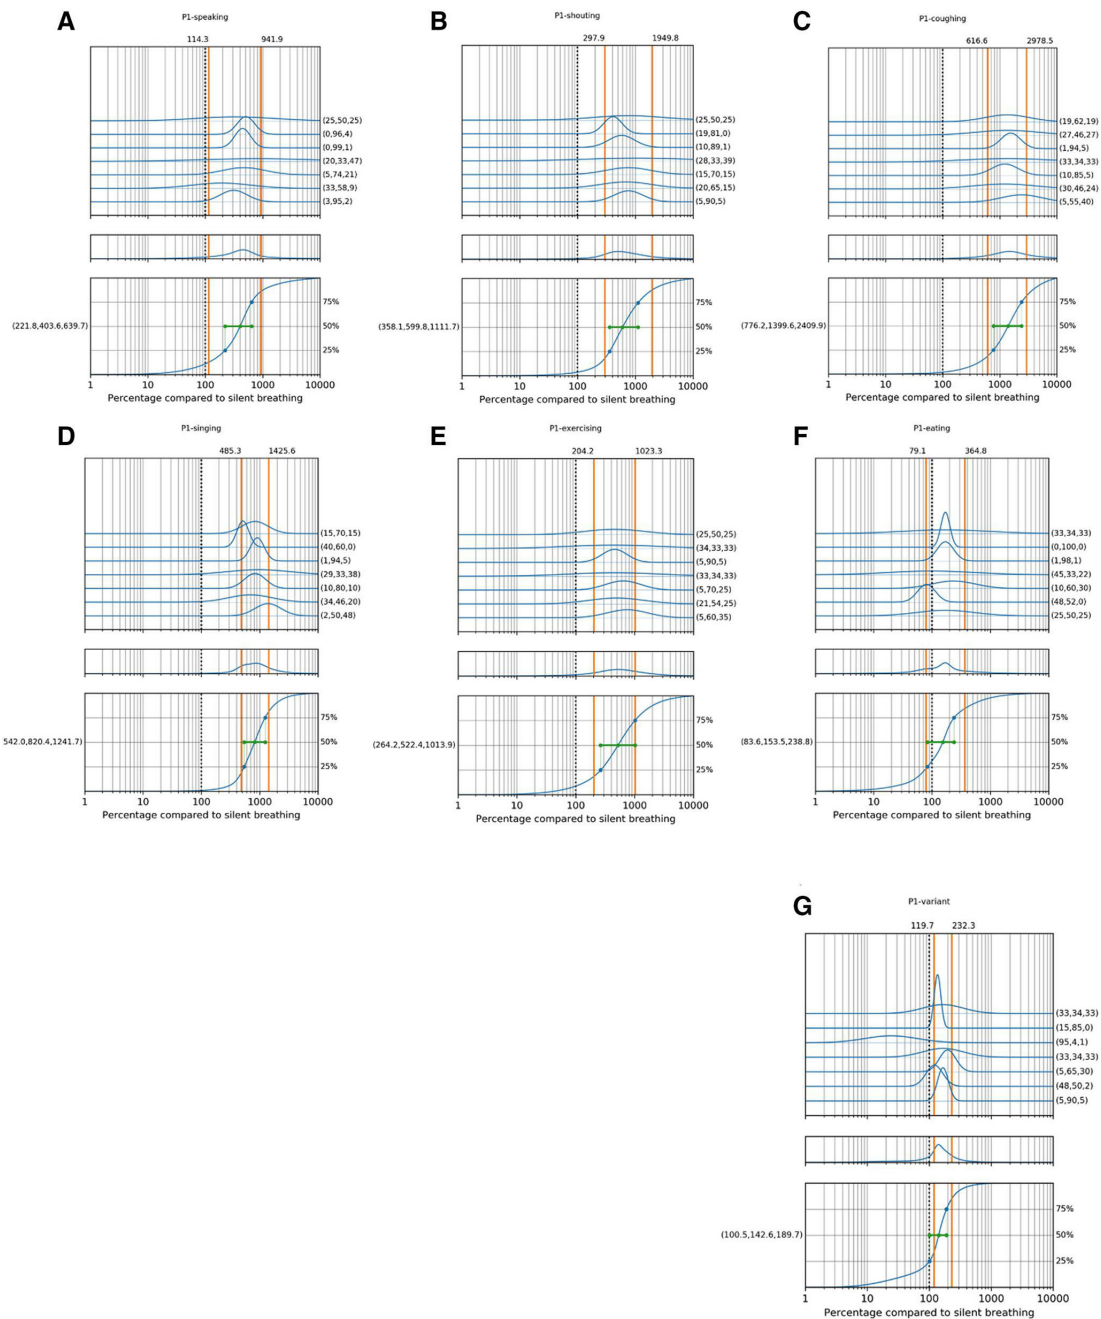 A
P1-speaking
114.3 941.9
(25,50,25)
(0,96,4)
(0,99,1)
(20,33,47)
(5,74,21)
(33,58,9)
(3,95,2)
75%
(221.8,403.6,639.7) 50%
25%
1 10 100 1000 10000
Percentage compared to silent breathing
B
P1-shouting
297.9 1949.8
(25,50,25)
(19,81,0)
(10,89,1)
(28,33,39)
(15,70,15)
(20,65,15)
(5,90,5)
75%
(358.1,599.8,1111.7) 50%
25%
1 10 100 1000 10000
Percentage compared to silent breathing
C
P1-coughing
616.6 2978.5
(19,62,19)
(27,46,27)
(1,94,5)
(33,34,33)
(10,85,5)
(30,46,24)
(5,55,40)
75%
(776.2,1399.6,2409.9) 50%
25%
1 10 100 1000 10000
Percentage compared to silent breathing
D
P1-singing
485.3 1425.6
(15,70,15)
(40,60,0)
(1,94,5)
(29,33,38)
(10,80,10)
(34,46,20)
(2,50,48)
75%
542.0,820.4,1241.7) 50%
25%
1 10 100 1000 10000
Percentage compared to silent breathing
E
P1-exercising
204.2 1023.3
(25,50,25)
(34,33,33)
(5,90,5)
(33,34,33)
(5,70,25)
(21,54,25)
(5,60,35)
75%
(264.2,522.4,1013.9) 50%
25%
1 10 100 1000 10000
Percentage compared to silent breathing
F
P1-eating
79.1 364.8
(33,34,33)
(0,100,0)
(1,98,1)
(45,33,22)
(10,60,30)
(48,52,0)
(25,50,25)
75%
(83.6,153.5,238.8) 50%
25%
1 10 100 1000 10000
Percentage compared to silent breathing
G
P1-variant
119.7 232.3
(33,34,33)
(15,85,0)
(95,4,1)
(33,34,33)
(5,65,30)
(48,50,2)
(5,90,5)
75%
(100.5,142.6,189.7) 50%
25%
1 10 100 1000 10000
Percentage compared to silent breathing